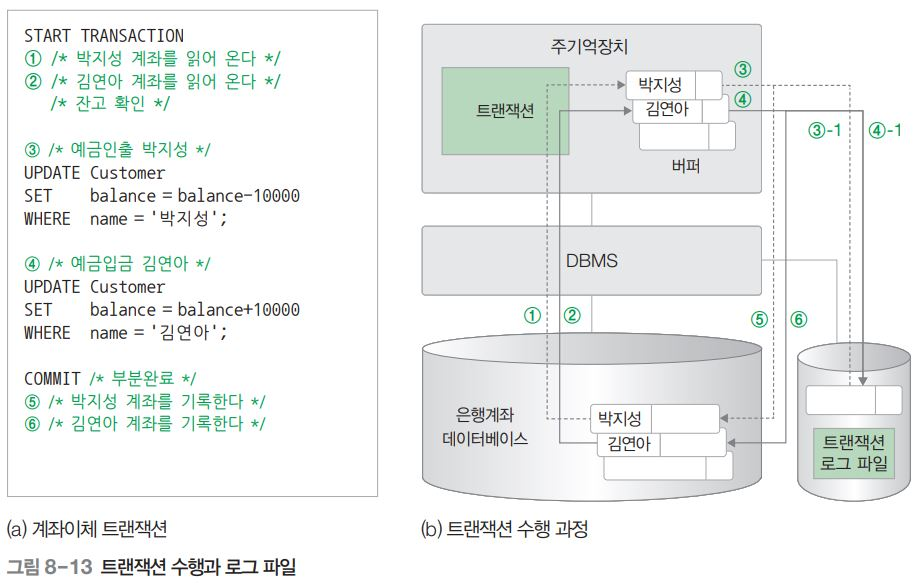 START TRANSACTION
① /* 박지성 계좌를 읽어 온다 */
② /* 김연아 계좌를 읽어 온다 */
/* 잔고 확인 */
③ /* 예금인출 박지성 */
UPDATE Customer
SET balance = balance-10000
WHERE name = '박지성';
④ /* 예금입금 김연아 */
UPDATE Customer
SET balance = balance+10000
WHERE name = '김연아';
COMMIT /* 부분완료 */
⑤ /* 박지성 계좌를 기록한다 */
⑥ /* 김연아 계좌를 기록한다 */
(a) 계좌이체 트랜잭션
주기억장치
트랜잭션
박지성
③
김연아
④
버퍼
③-1
④-1
DBMS
①
②
⑤
⑥
은행계좌
데이터베이스
박지성
김연아
트랜잭션
로그 파일
(b) 트랜잭션 수행 과정
그림 8-13 트랜잭션 수행과 로그 파일